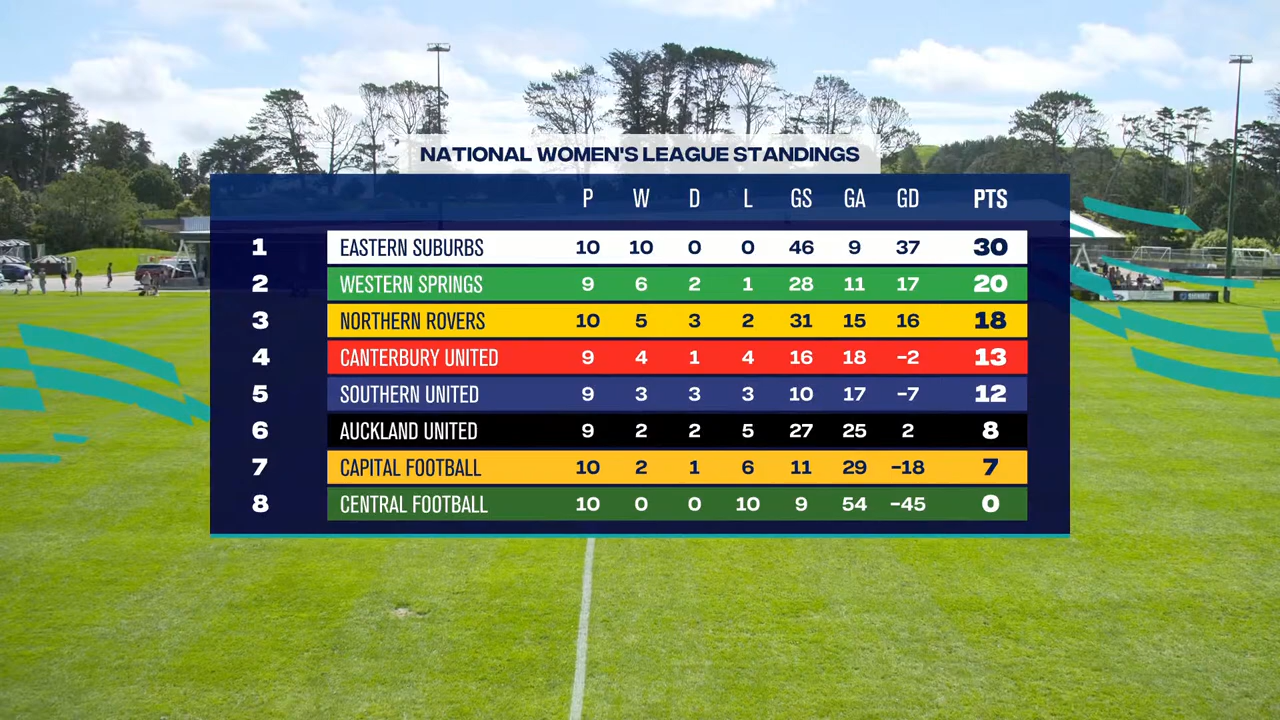 NATIONAL WOMEN'S LEAGUE STANDINGS
P W D L GS GA GD PTS
1 EASTERN SUBURBS 10 10 0 0 46 9 37 30
2 WESTERN SPRINGS 9 6 2 1 28 11 17 20
3 NORTHERN ROVERS 10 5 3 2 31 15 16 18
4 CANTERBURY UNITED 9 4 1 4 16 18 -2 13
5 SOUTHERN UNITED 9 3 3 3 10 17 -7 12
6 AUCKLAND UNITED 9 2 2 5 27 25 2 8
7 CAPITAL FOOTBALL 10 2 1 6 11 29 -18 7
8 CENTRAL FOOTBALL 10 0 0 10 9 54 -45 0